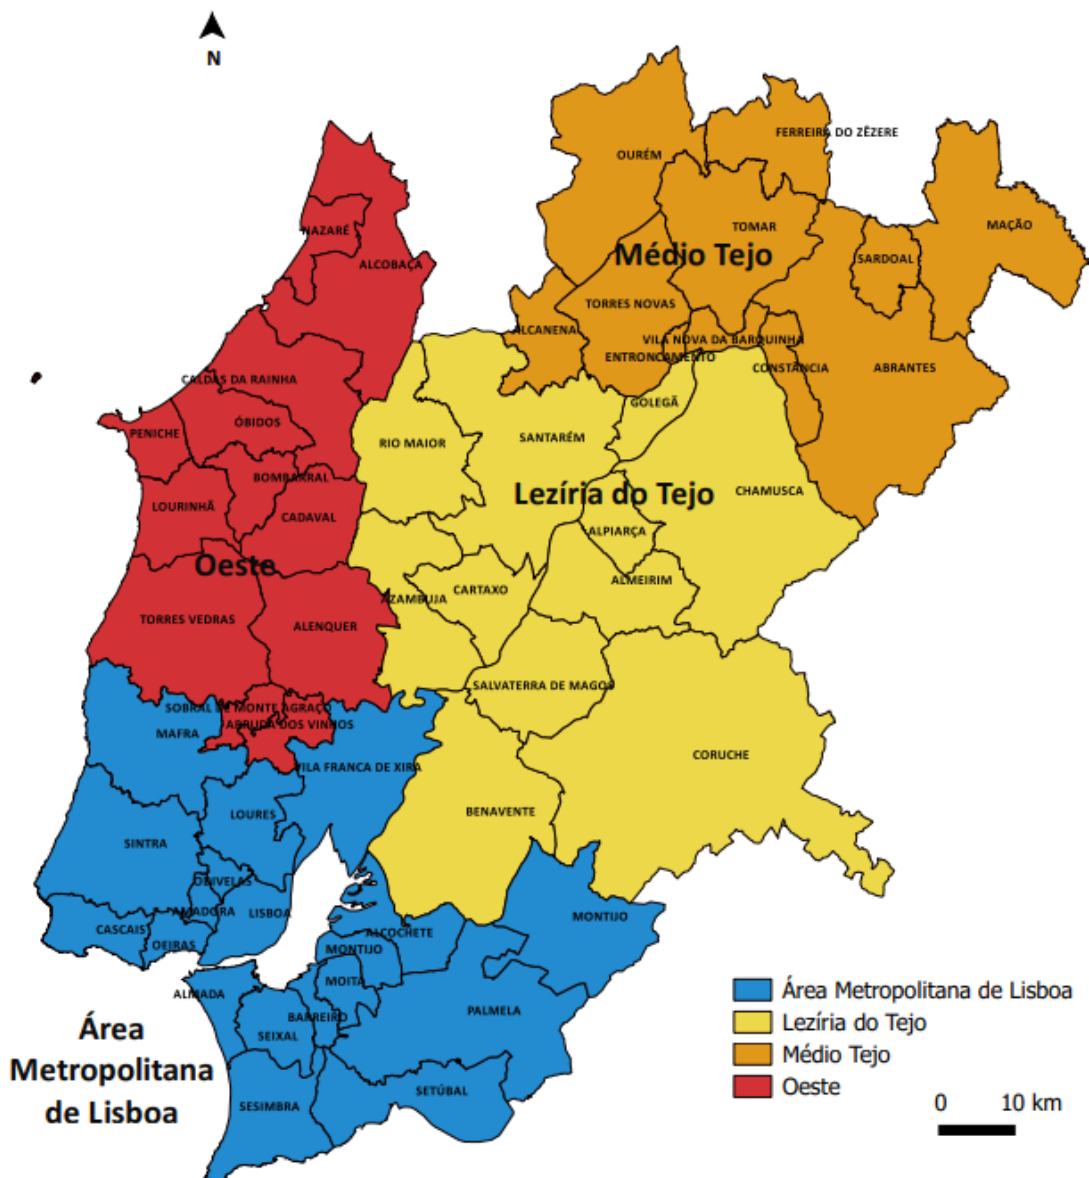 N
FERREIRA DO ZÊZERE
OURÉM
TOMAR
MAÇÃO
NAZARÉ
Médio Tejo
SARDOAL
ALCOBAÇA
TORRES NOVAS
ALCANENA
VILA NOVA DA BARQUINHA
ENTRONCAMENTO
CONSTÂNCIA
ABRANTES
CALDAS DA RAINHA
GOLEGÃ
ÓBIDOS
PENICHE
RIO MAIOR
SANTARÉM
BOMBARRAL
Lezíria do Tejo
CHAMUSCA
LOURINHÃ
CADAVAL
ALPIARÇA
Oeste
ALMEIRIM
CARTAXO
AZAMBUJA
TORRES VEDRAS
ALENQUER
SALVATERRA DE MAGOS
SOBRAL DE MONTE AGRAÇO
ARRUDA DOS VINHOS
MAFRA
CORUCHE
VILA FRANCA DE XIRA
BENAVENTE
LOURES
SINTRA
ODIVELAS
AMADORA
LISBOA
MONTIJO
CASCAIS
ALCOCHETE
OEIRAS
MONTIJO
MOITA
ALMADA
PALMELA
BARREIRO
SEIXAL
SETÚBAL
SESIMBRA
Área
Metropolitana
de Lisboa
Área Metropolitana de Lisboa
Lezíria do Tejo
Médio Tejo
Oeste
0 10 km